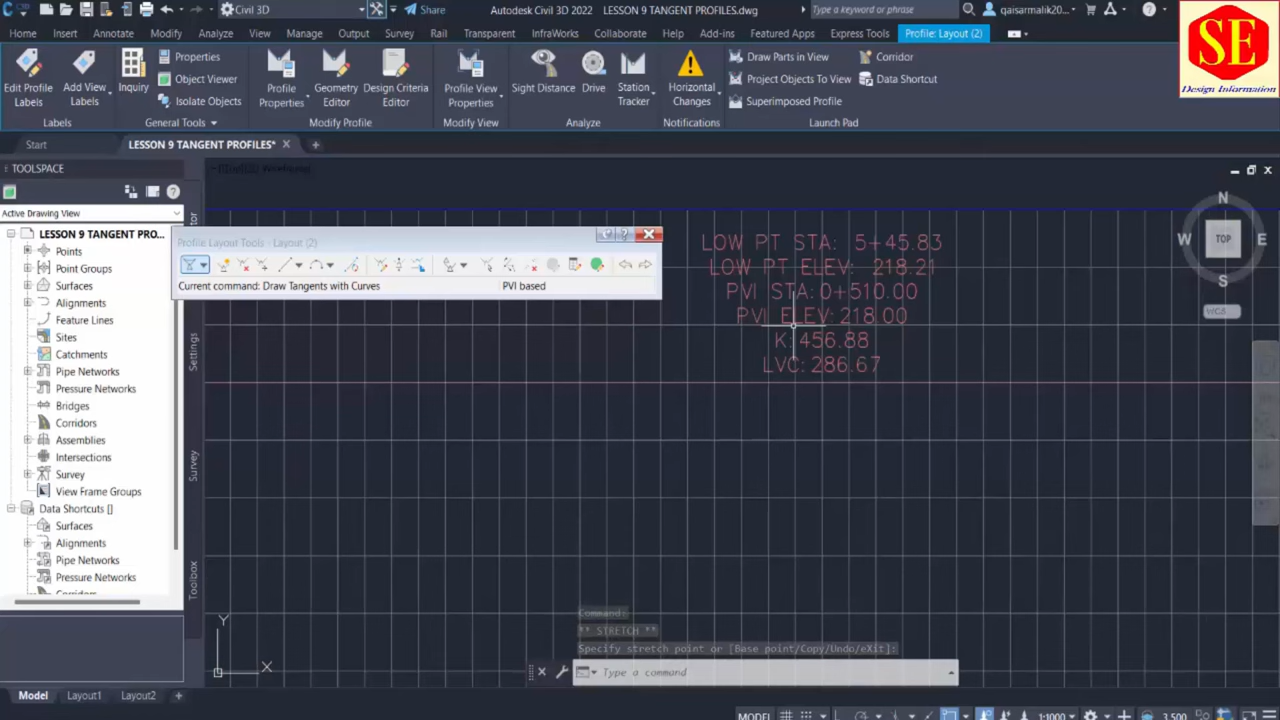 Civil 3D
Share
Autodesk Civil 3D 2022 LESSON 9 TANGENT PROFILES.dwg
Type a keyword or phrase
qaisarmalik20...
SE
Design Information
Home Insert Annotate Modify Analyze View Manage Output Survey Rail Transparent InfraWorks Collaborate Help Add-ins Featured Apps Express Tools Profile: Layout (2)
Edit Profile Labels
Add View Labels
Labels
Inquiry
Properties
Object Viewer
Isolate Objects
General Tools
Profile Properties
Geometry Editor
Design Criteria Editor
Modify Profile
Profile View Properties
Modify View
Sight Distance
Drive
Station Tracker
Analyze
Horizontal Changes
Notifications
Draw Parts in View
Project Objects To View
Superimposed Profile
Corridor
Data Shortcut
Launch Pad
Start
LESSON 9 TANGENT PROFILES*
TOOLSPACE
Active Drawing View
LESSON 9 TANGENT PRO...
Points
Point Groups
Surfaces
Alignments
Feature Lines
Sites
Catchments
Pipe Networks
Pressure Networks
Bridges
Corridors
Assemblies
Intersections
Survey
View Frame Groups
Data Shortcuts []
Surfaces
Alignments
Pipe Networks
Pressure Networks
Corridors
Settings
Survey
Toolbox
Profile Layout Tools - Layout (2)
Current command: Draw Tangents with Curves
PVI based
LOW PT STA: 5+45.83
LOW PT ELEV: 218.21
PVI STA: 0+510.00
PVI ELEV: 218.00
K: 456.88
LVC: 286.67
N
W
TOP
E
S
WCS
Y
X
Command:
** STRETCH **
Specify stretch point or [Base point/Copy/Undo/eXit]:
Type a command
Model Layout1 Layout2
MODEL
1:1000
3.500